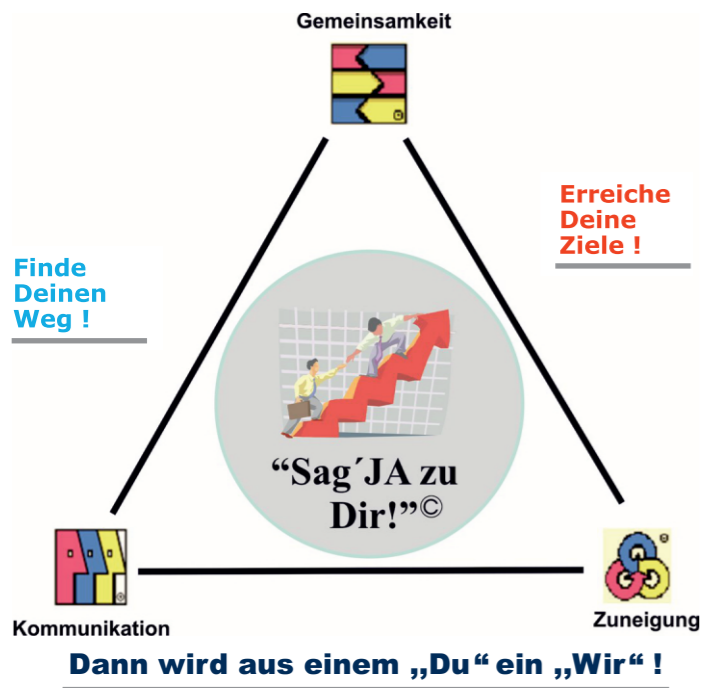 Gemeinsamkeit
Erreiche
Deine
Ziele !
Finde
Deinen
Weg !
“Sag´JA zu
Dir!”©
Kommunikation
Zuneigung
Dann wird aus einem ,,Du“ ein ,,Wir“ !